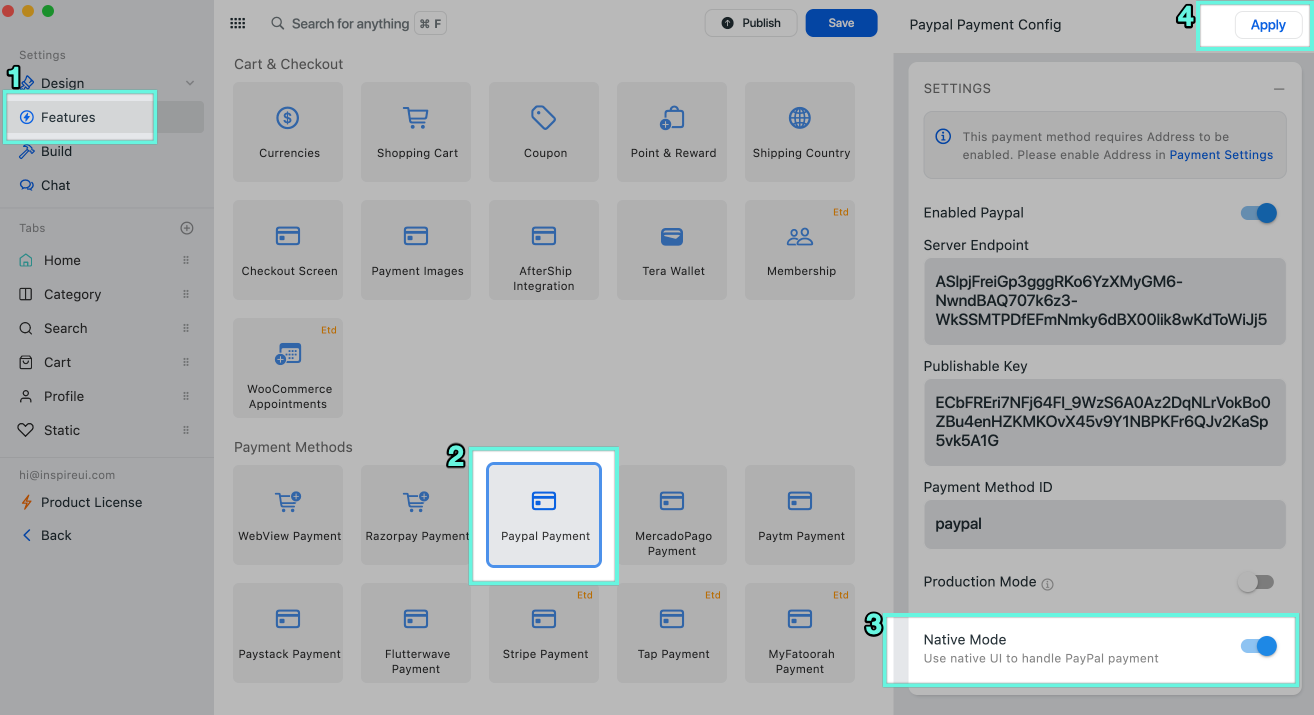 Search for anything
⌘ F
Publish
Save
Paypal Payment Config
4
Apply
Settings
1
Design
Features
Build
Chat
Tabs
Home
Category
Search
Cart
Profile
Static
hi@inspireui.com
Product License
Back
Cart & Checkout
Currencies
Shopping Cart
Coupon
Point & Reward
Shipping Country
Checkout Screen
Payment Images
AfterShip
Integration
Tera Wallet
Etd
Membership
Etd
WooCommerce
Appointments
Payment Methods
2
WebView Payment
Razorpay Payment
Paypal Payment
MercadoPago
Payment
Paytm Payment
Paystack Payment
Flutterwave
Payment
Etd
Stripe Payment
Etd
Tap Payment
Etd
MyFatoorah
Payment
SETTINGS
This payment method requires Address to be
enabled. Please enable Address in Payment Settings
Enabled Paypal
Server Endpoint
ASlpjFreiGp3gggRKo6YzXMyGM6-
NwndBAQ707k6z3-
WkSSMTPDfEFmNmky6dBX00lik8wKdToWiJj5
Publishable Key
ECbFREri7NFj64FI_9WzS6A0Az2DqNLrVokBo0
ZBu4enHZKMKOvX45v9Y1NBPKFr6QJv2KaSp
5vk5A1G
Payment Method ID
paypal
Production Mode
3
Native Mode
Use native UI to handle PayPal payment